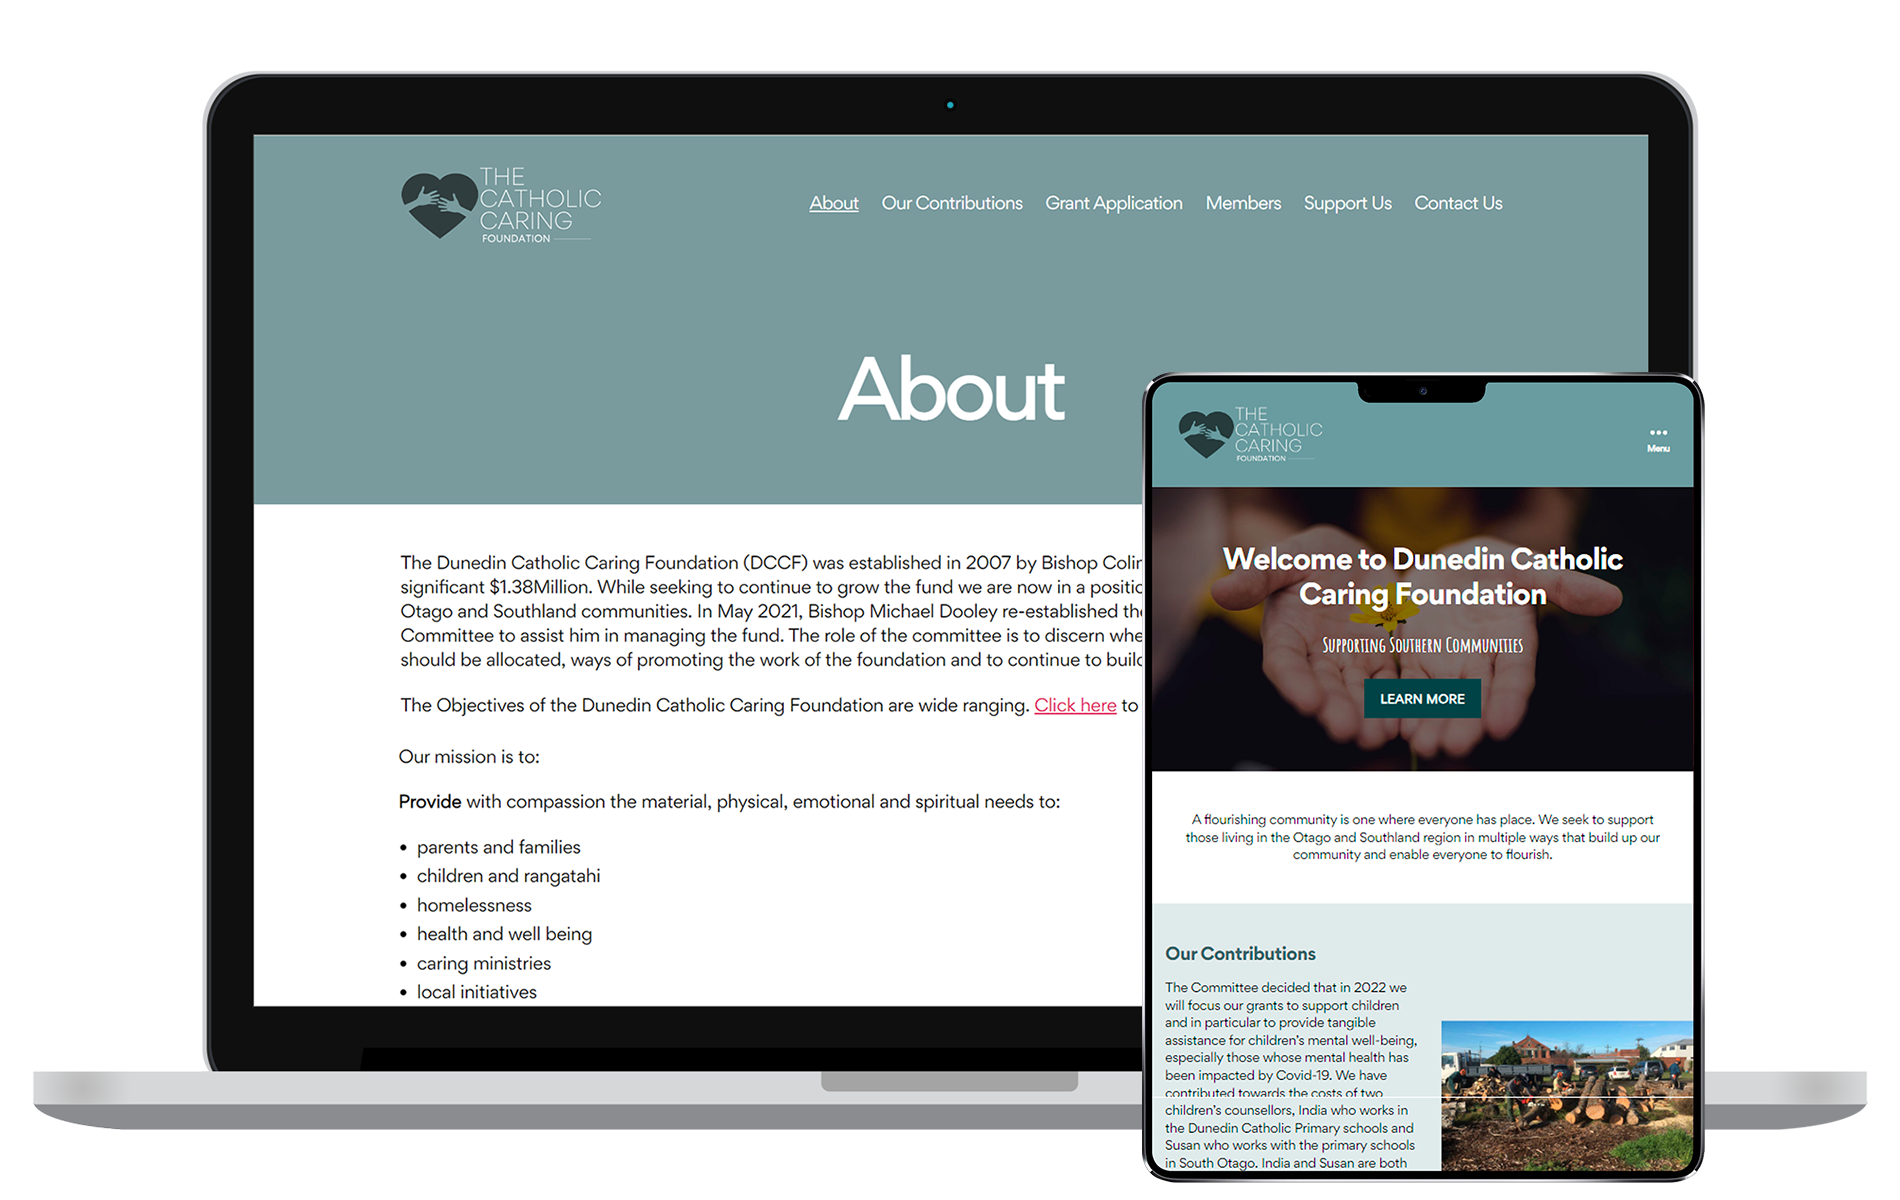 THE
CATHOLIC
CARING
FOUNDATION
About Our Contributions Grant Application Members Support Us Contact Us
About
The Dunedin Catholic Caring Foundation (DCCF) was established in 2007 by Bishop Colin
significant $1.38Million. While seeking to continue to grow the fund we are now in a
Otago and Southland communities. In May 2021, Bishop Michael Dooley re-established
Committee to assist him in managing the fund. The role of the committee is to discern
should be allocated, ways of promoting the work of the foundation and to continue to
The Objectives of the Dunedin Catholic Caring Foundation are wide ranging. Click here to
Our mission is to:
Provide with compassion the material, physical, emotional and spiritual needs to:
• parents and families
• children and rangatahi
• homelessness
• health and well being
• caring ministries
• local initiatives
THE
CATHOLIC
CARING
FOUNDATION
Menu
Welcome to Dunedin Catholic
Caring Foundation
Supporting Southern Communities
LEARN MORE
A flourishing community is one where everyone has place. We seek to support
those living in the Otago and Southland region in multiple ways that build up our
community and enable everyone to flourish.
Our Contributions
The Committee decided that in 2022 we
will focus our grants to support children
and in particular to provide tangible
assistance for children's mental well-being,
especially those whose mental health has
been impacted by Covid-19. We have
contributed towards the costs of two
children's counsellors, India who works in
the Dunedin Catholic Primary schools and
Susan who works with the primary schools
in South Otago. India and Susan are both